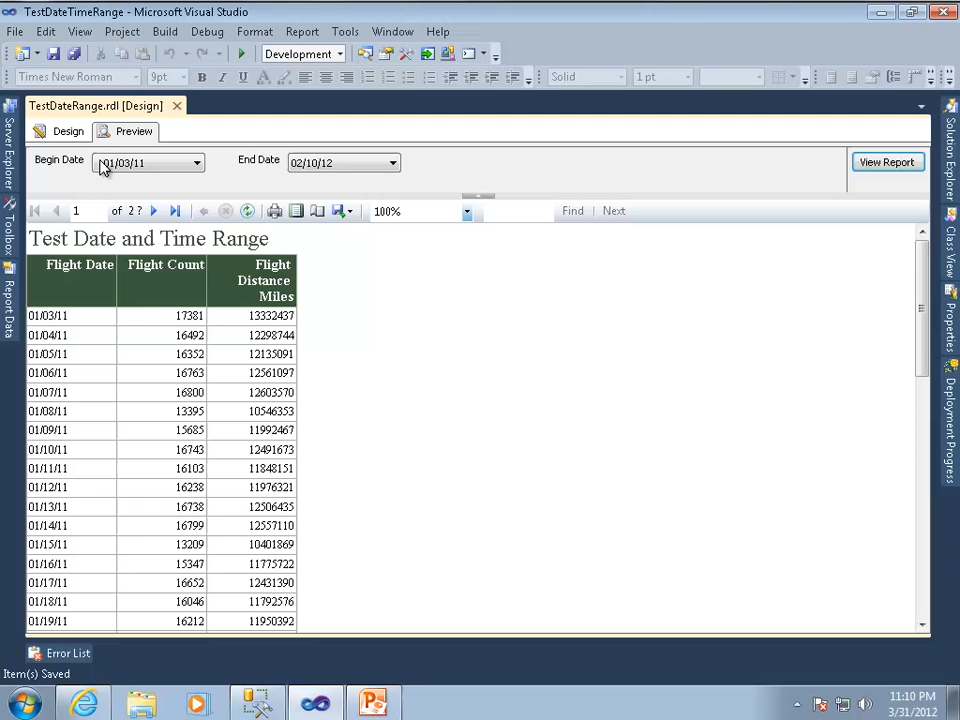 TestDateTimeRange - Microsoft Visual Studio
File Edit View Project Build Debug Format Report Tools Window Help
Development
Times New Roman 9pt B I U A Solid 1 pt
TestDateRange.rdl [Design]
Design Preview
Begin Date 01/03/11 End Date 02/10/12 View Report
1 of 2 ? 100% Find Next
Test Date and Time Range
Flight Date Flight Count Flight
Distance
Miles
01/03/11 17381 13332437
01/04/11 16492 12298744
01/05/11 16352 12135091
01/06/11 16763 12561097
01/07/11 16800 12603570
01/08/11 13395 10546353
01/09/11 15685 11992467
01/10/11 16743 12491673
01/11/11 16103 11848151
01/12/11 16238 11976321
01/13/11 16738 12506435
01/14/11 16799 12557110
01/15/11 13209 10401869
01/16/11 15347 11775722
01/17/11 16652 12431390
01/18/11 16046 11792576
01/19/11 16212 11950392
Server Explorer
Toolbox
Report Data
Solution Explorer
Class View
Properties
Deployment Progress
Error List
Item(s) Saved
11:10 PM
3/31/2012